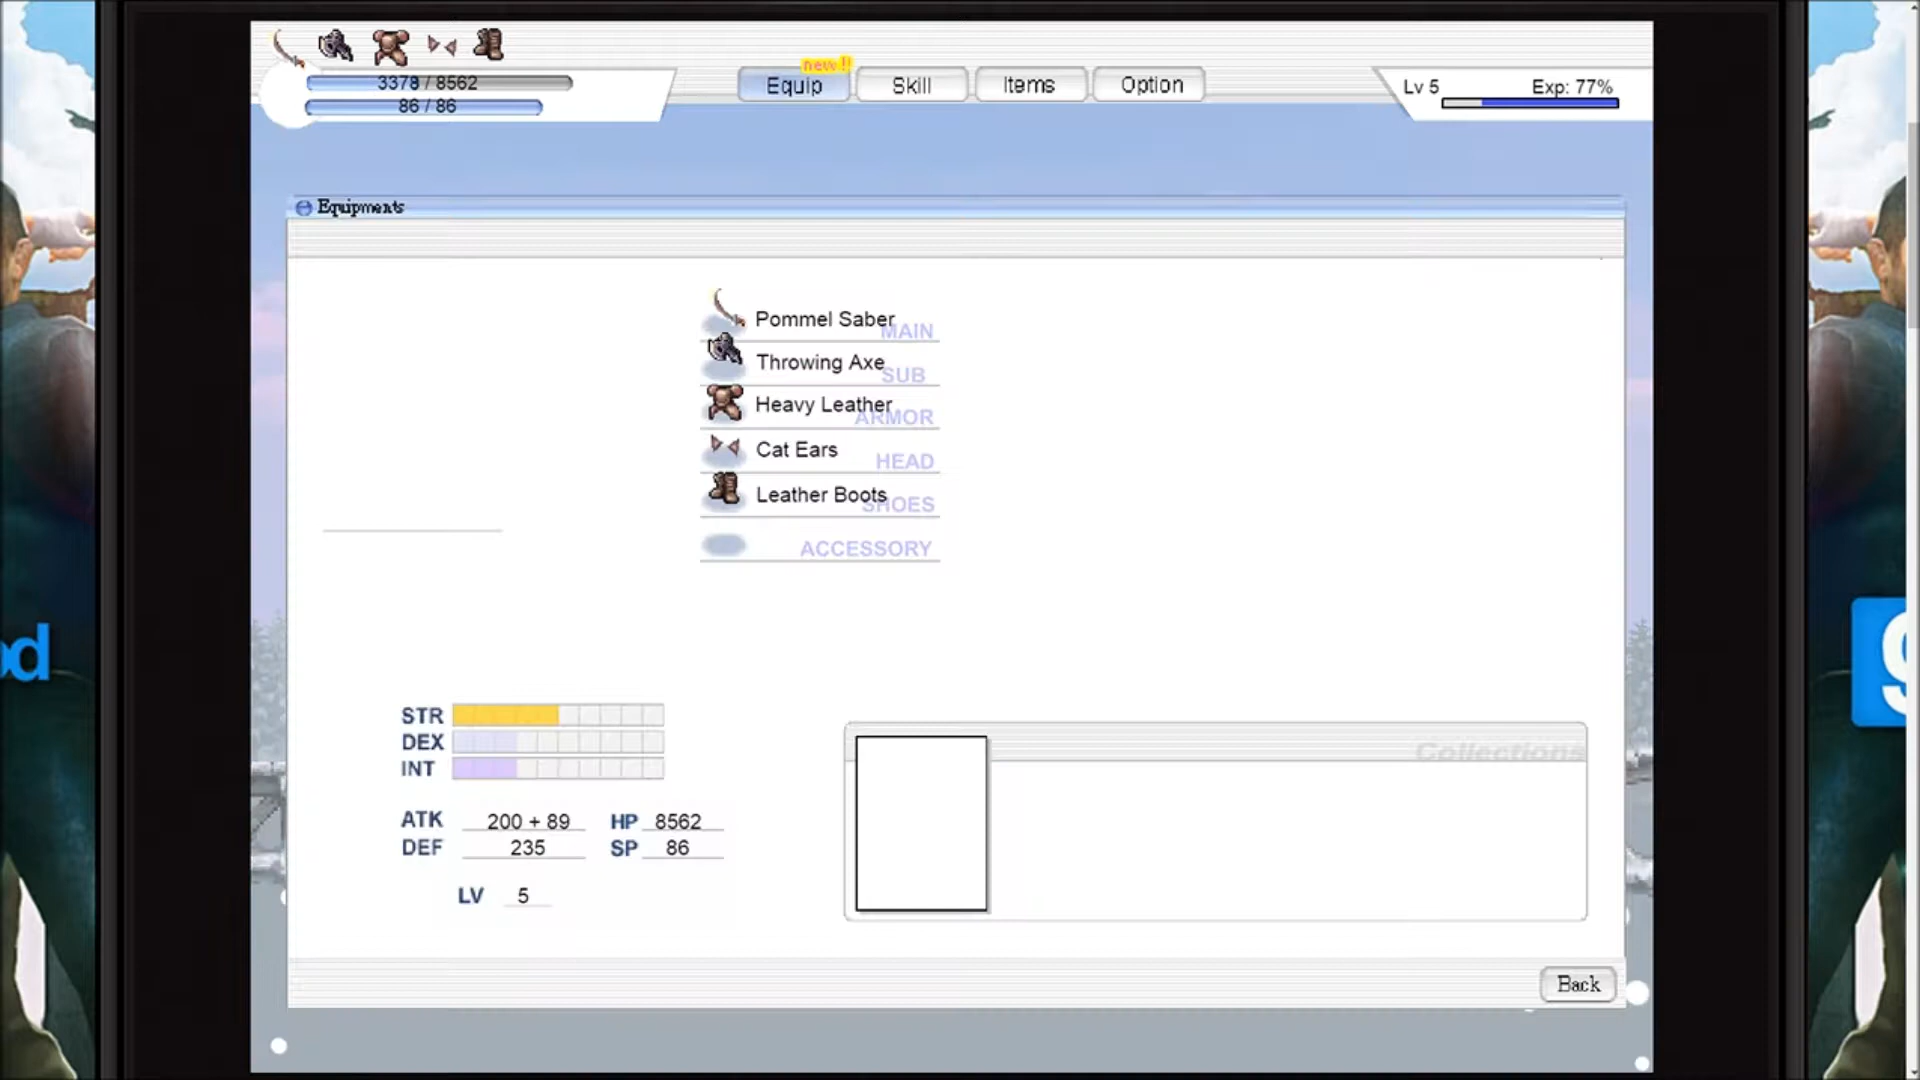 3378 / 8562
86 / 86
new !!
Equip
Skill
Items
Option
Lv 5
Exp: 77%
Equipments
Pommel Saber
MAIN
Throwing Axe
SUB
Heavy Leather
ARMOR
Cat Ears
HEAD
Leather Boots
SHOES
ACCESSORY
STR
DEX
INT
ATK 200 + 89 HP 8562
DEF 235 SP 86
LV 5
Collections
Back